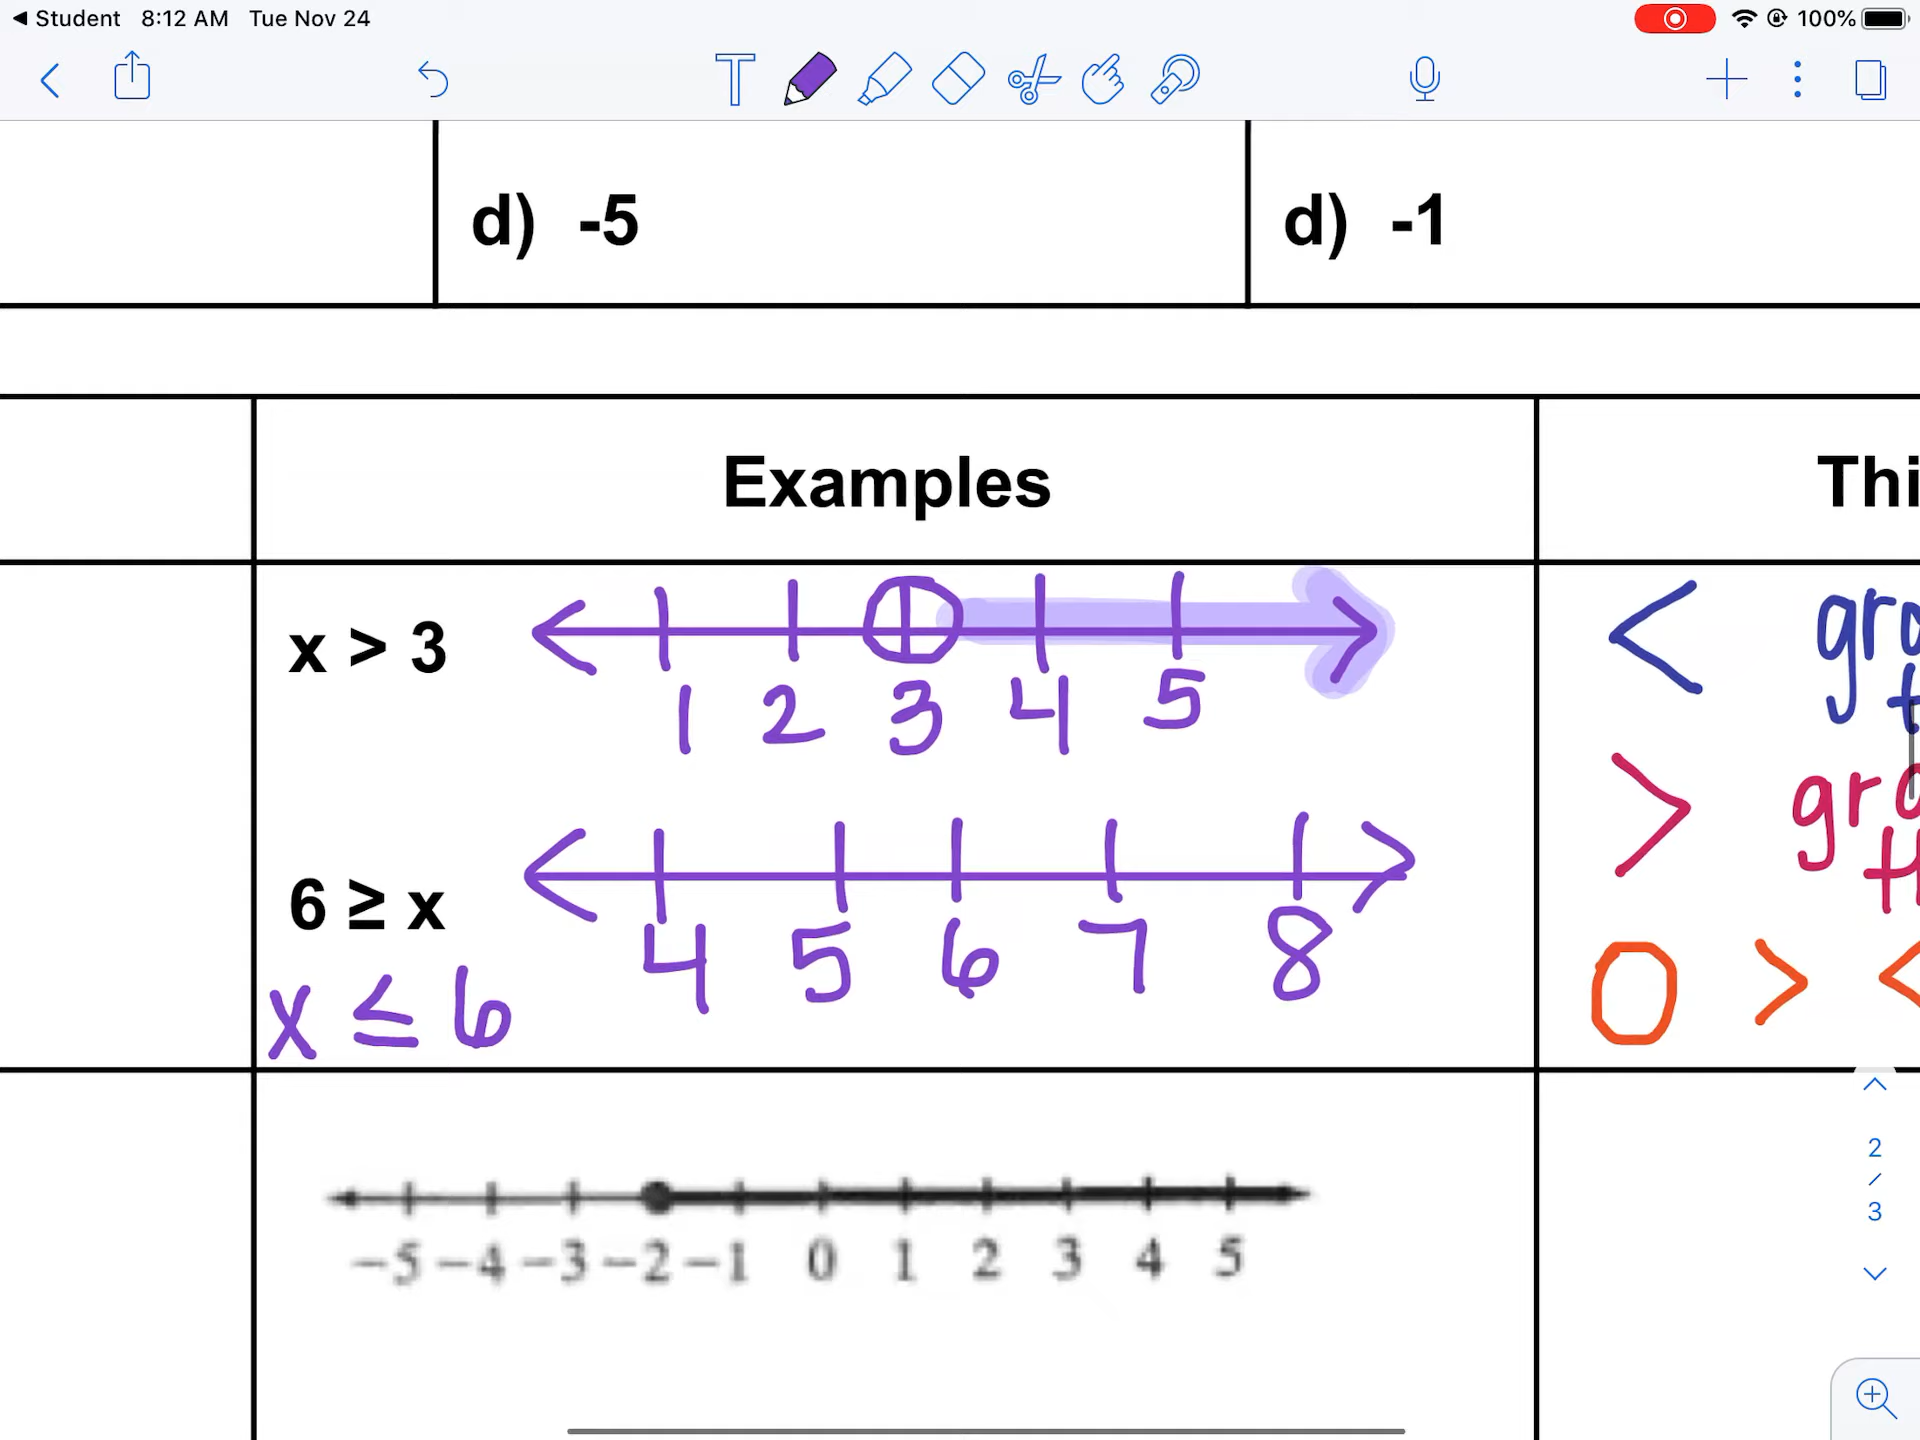 ◀ Student 8:12 AM Tue Nov 24 100%
d) -5 d) -1
Examples
x > 3
1 2 3 4 5
<
>
6 ≥ x
4 5 6 7 8
x ≤ 6
0 > <
-5 -4 -3 -2 -1 0 1 2 3 4 5
2
/
3